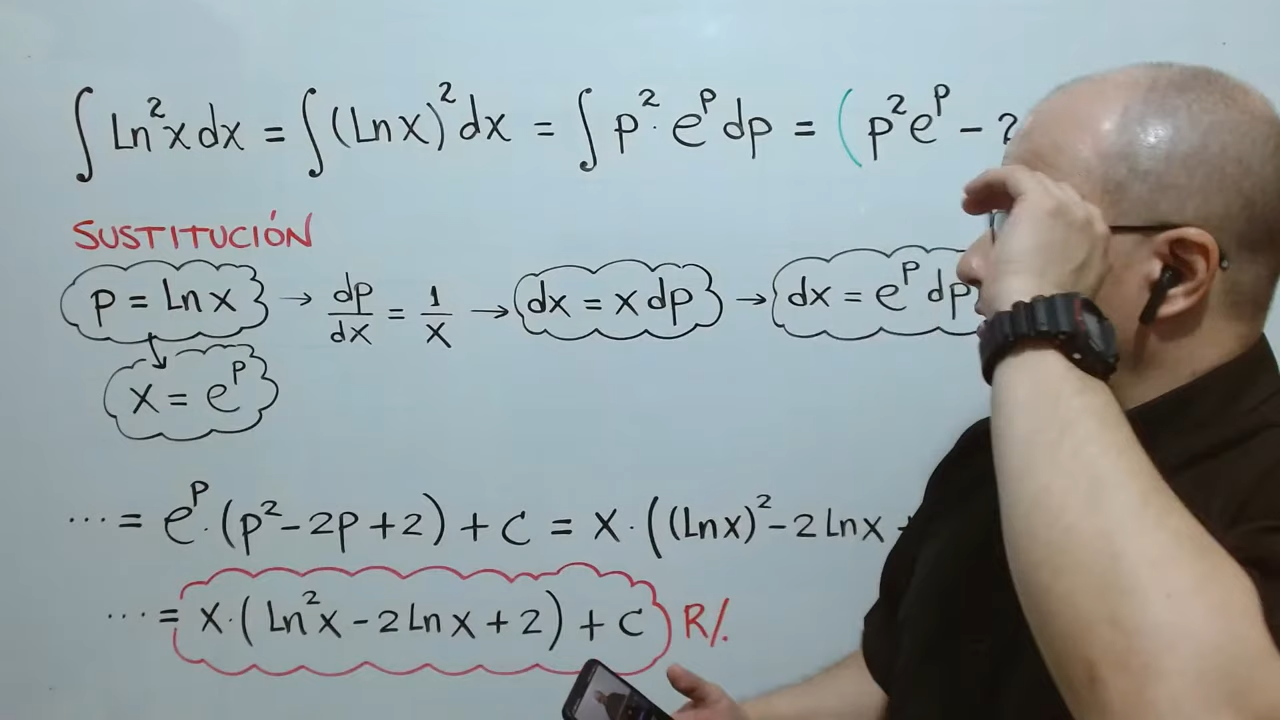 ∫ Ln²x dx = ∫ (Ln x)² dx = ∫ p² · e^p dp = ( p² e^p − 2
SUSTITUCIÓN
p = Ln x → dp/dx = 1/x → dx = x dp → dx = e^p dp
x = e^p
··· = e^p · (p² − 2p + 2) + C = x · ((Ln x)² − 2 Ln x +
··· = x · (Ln²x − 2 Ln x + 2) + C R/.